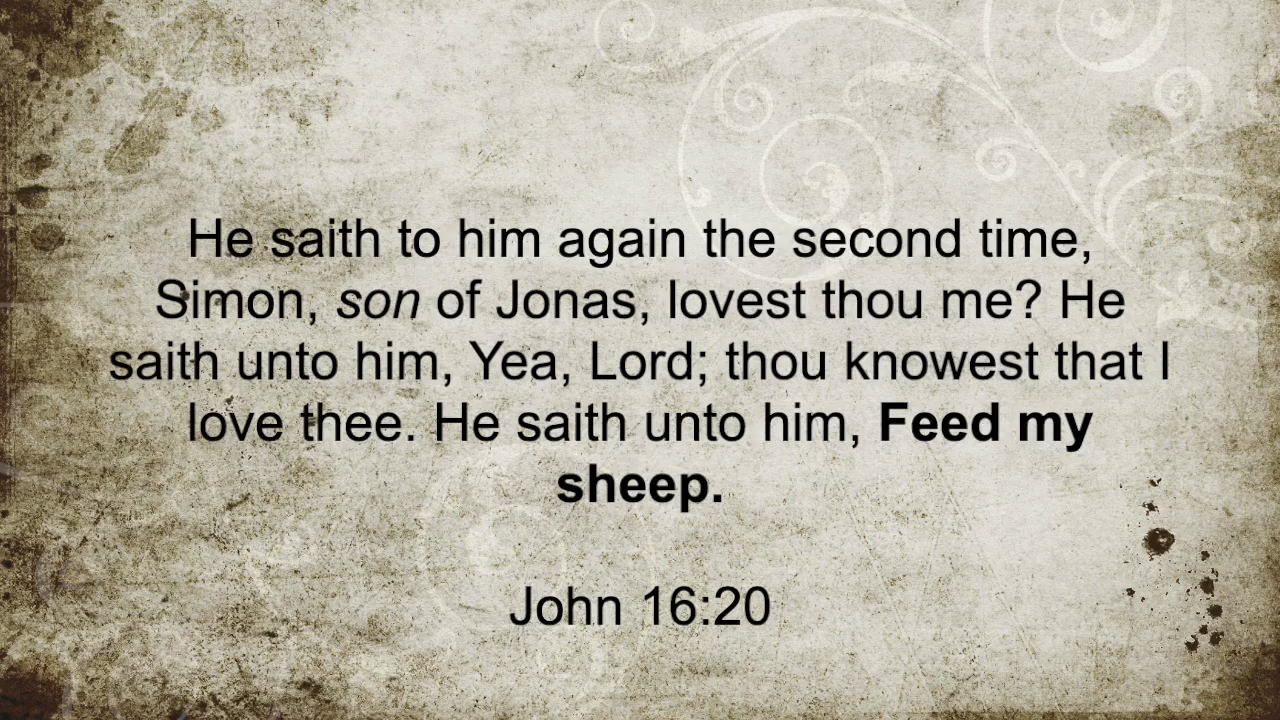 He saith to him again the second time,
Simon, son of Jonas, lovest thou me? He
saith unto him, Yea, Lord; thou knowest that I
love thee. He saith unto him, Feed my
sheep.
John 16:20